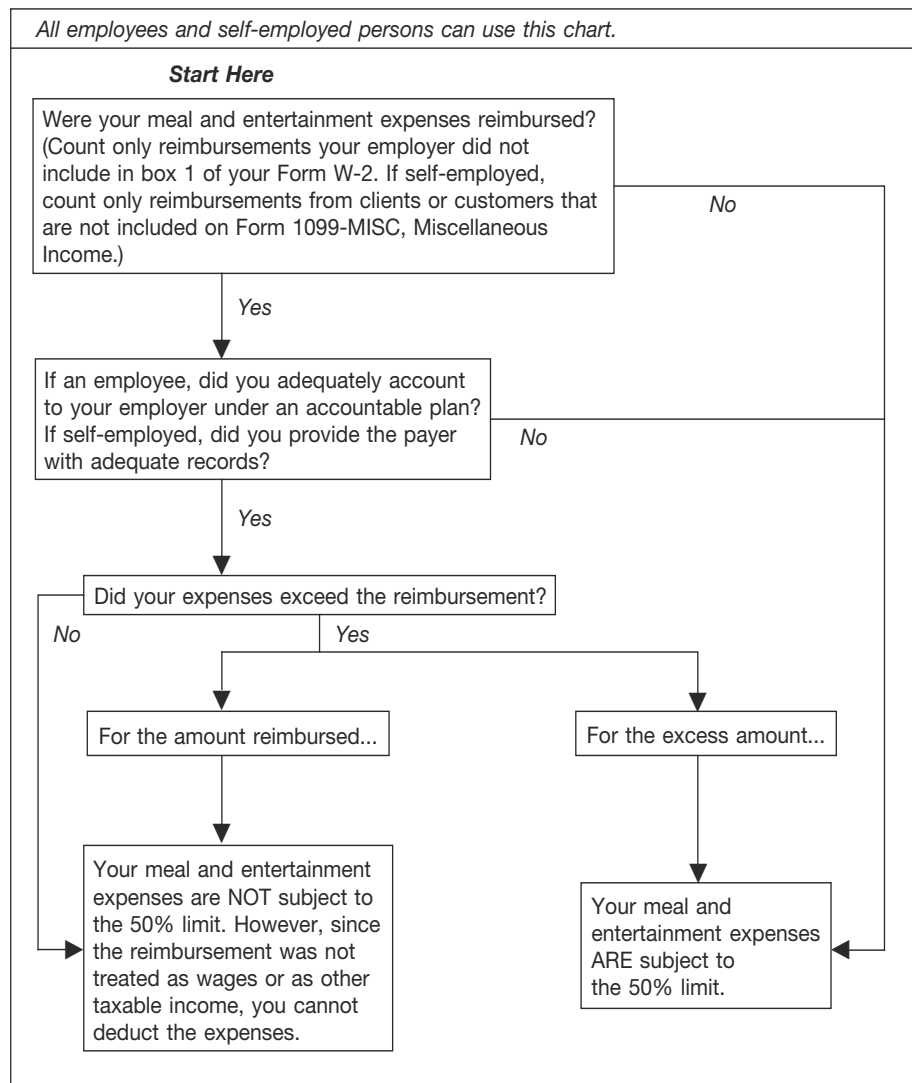 All employees and self-employed persons can use this chart.
Start Here
Were your meal and entertainment expenses reimbursed?
(Count only reimbursements your employer did not
include in box 1 of your Form W-2. If self-employed,
count only reimbursements from clients or customers that
are not included on Form 1099-MISC, Miscellaneous
Income.)
No
Yes
If an employee, did you adequately account
to your employer under an accountable plan?
If self-employed, did you provide the payer
with adequate records?
No
Yes
Did your expenses exceed the reimbursement?
No
Yes
For the amount reimbursed...
For the excess amount...
Your meal and entertainment
expenses are NOT subject to
the 50% limit. However, since
the reimbursement was not
treated as wages or as other
taxable income, you cannot
deduct the expenses.
Your meal and
entertainment expenses
ARE subject to
the 50% limit.